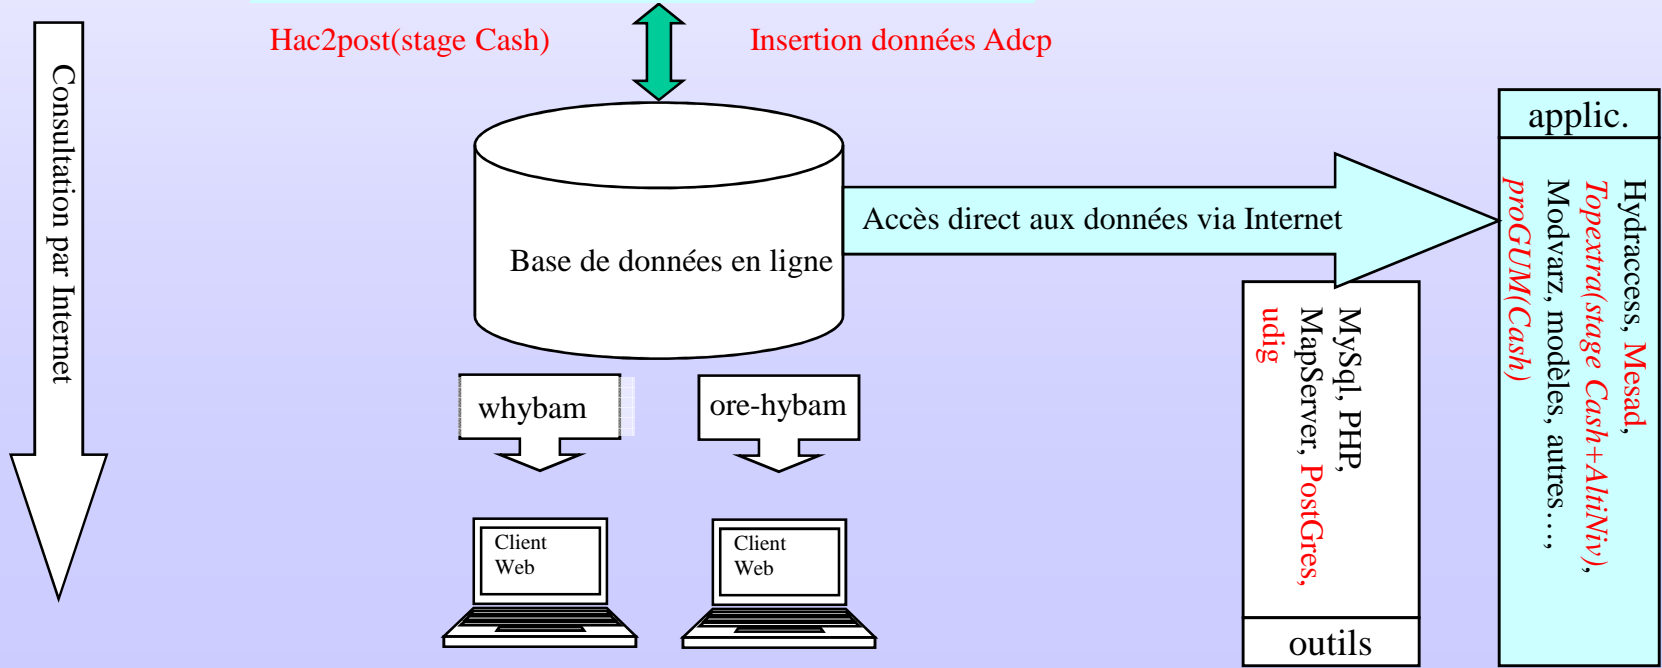 Hac2post(stage Cash)
Insertion données Adcp
Consultation par Internet
Base de données en ligne
Accès direct aux données via Internet
applic.
Hydraccess, Mesad,
Topextra(stage Cash+AltiNiv),
Modvarz, modèles, autres…,
proGUM(Cash)
MySql, PHP,
MapServer, PostGres,
udig
outils
whybam
ore-hybam
Client
Web
Client
Web